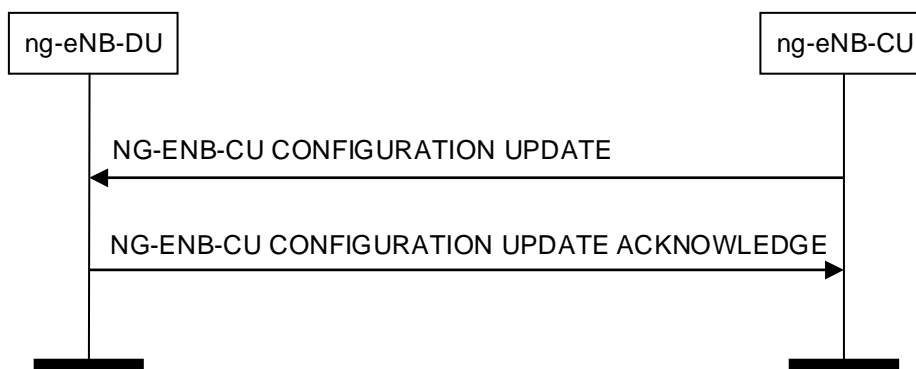 ng-eNB-DU
ng-eNB-CU
NG-ENB-CU CONFIGURATION UPDATE
NG-ENB-CU CONFIGURATION UPDATE ACKNOWLEDGE